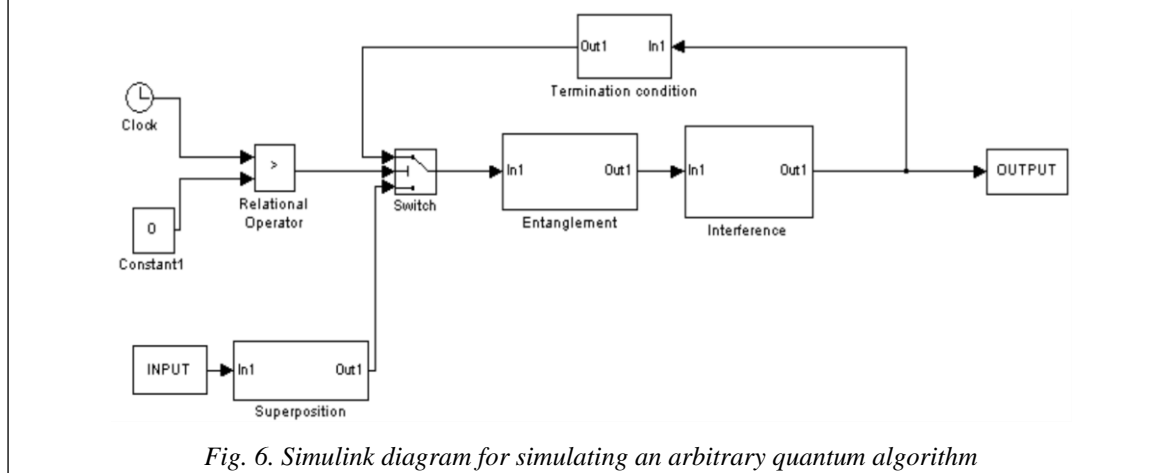 Out1 In1
Termination condition
Clock
>
Relational
Operator
Switch
In1 Out1
Entanglement
In1 Out1
Interference
OUTPUT
0
Constant1
INPUT
In1 Out1
Superposition
Fig. 6. Simulink diagram for simulating an arbitrary quantum algorithm